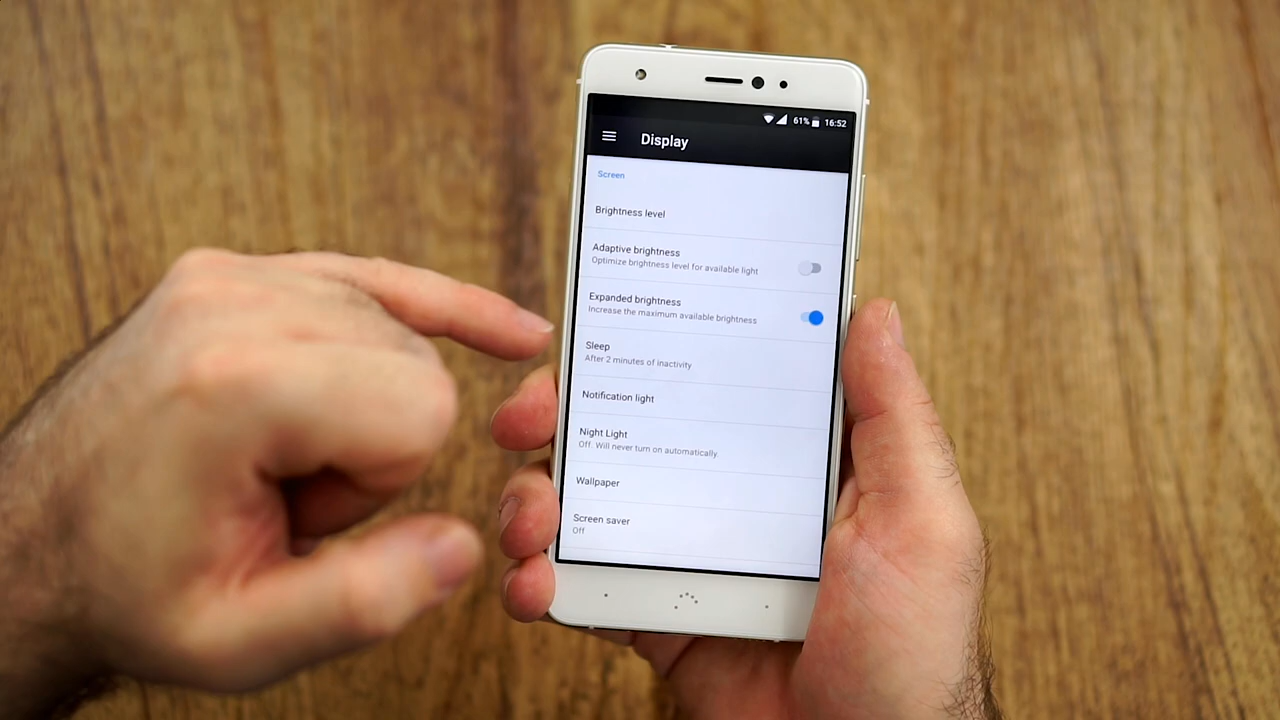 61% 16:52
Display
Screen
Brightness level
Adaptive brightness
Optimize brightness level for available light
Expanded brightness
Increase the maximum available brightness
Sleep
After 2 minutes of inactivity
Notification light
Night Light
Off. Will never turn on automatically.
Wallpaper
Screen saver
Off